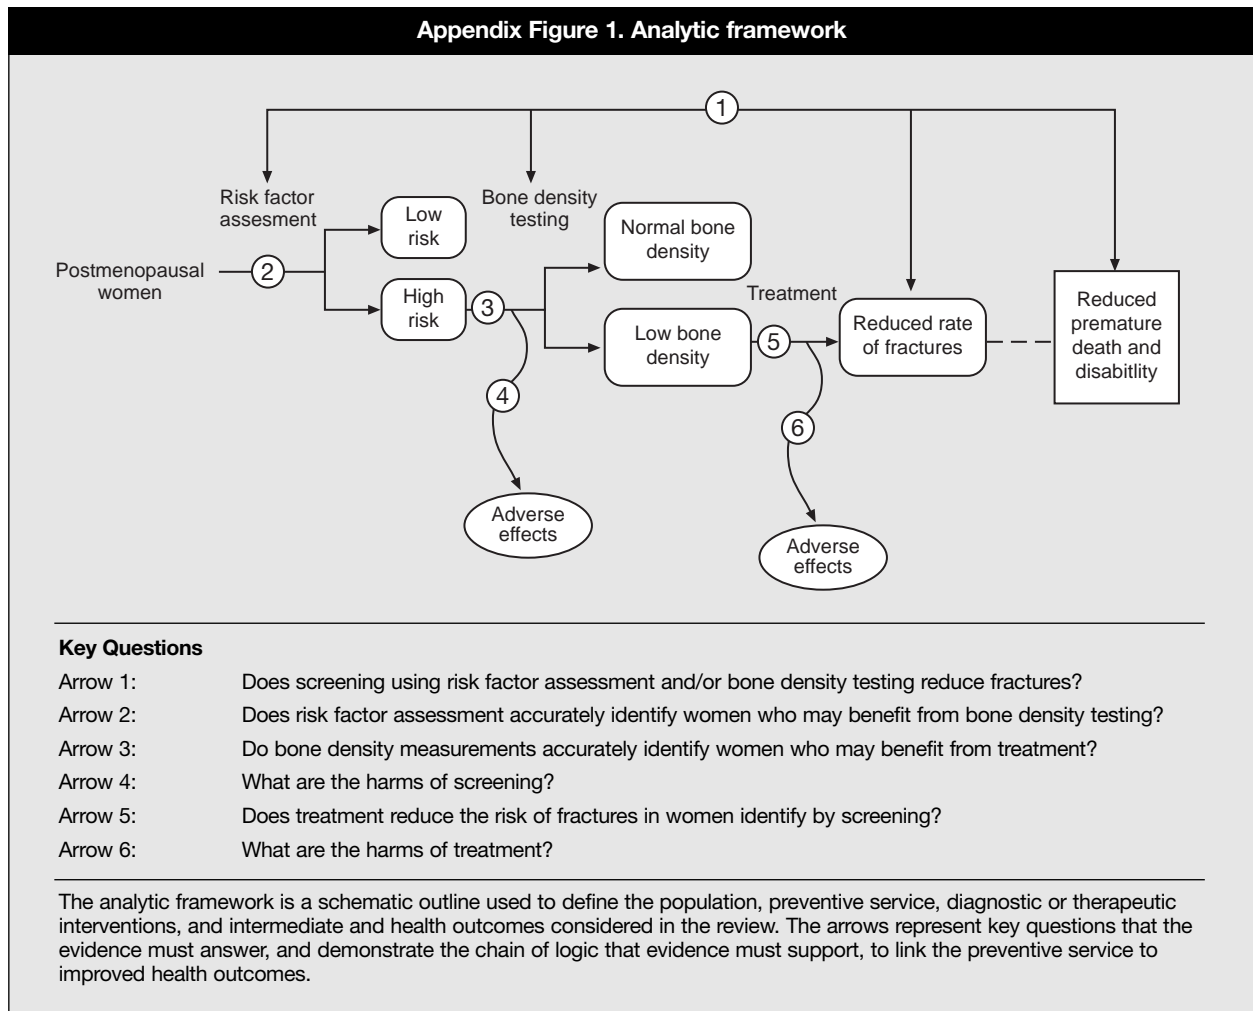 Appendix Figure 1. Analytic framework
1
Risk factor
assesment
Bone density
testing
Low
risk
Normal bone
density
Postmenopausal
women
2
High
risk
3
Treatment
Low bone
density
5
Reduced rate
of fractures
Reduced
premature
death and
disabitlity
4
6
Adverse
effects
Adverse
effects
Key Questions
Arrow 1: Does screening using risk factor assessment and/or bone density testing reduce fractures?
Arrow 2: Does risk factor assessment accurately identify women who may benefit from bone density testing?
Arrow 3: Do bone density measurements accurately identify women who may benefit from treatment?
Arrow 4: What are the harms of screening?
Arrow 5: Does treatment reduce the risk of fractures in women identify by screening?
Arrow 6: What are the harms of treatment?
The analytic framework is a schematic outline used to define the population, preventive service, diagnostic or therapeutic
interventions, and intermediate and health outcomes considered in the review. The arrows represent key questions that the
evidence must answer, and demonstrate the chain of logic that evidence must support, to link the preventive service to
improved health outcomes.